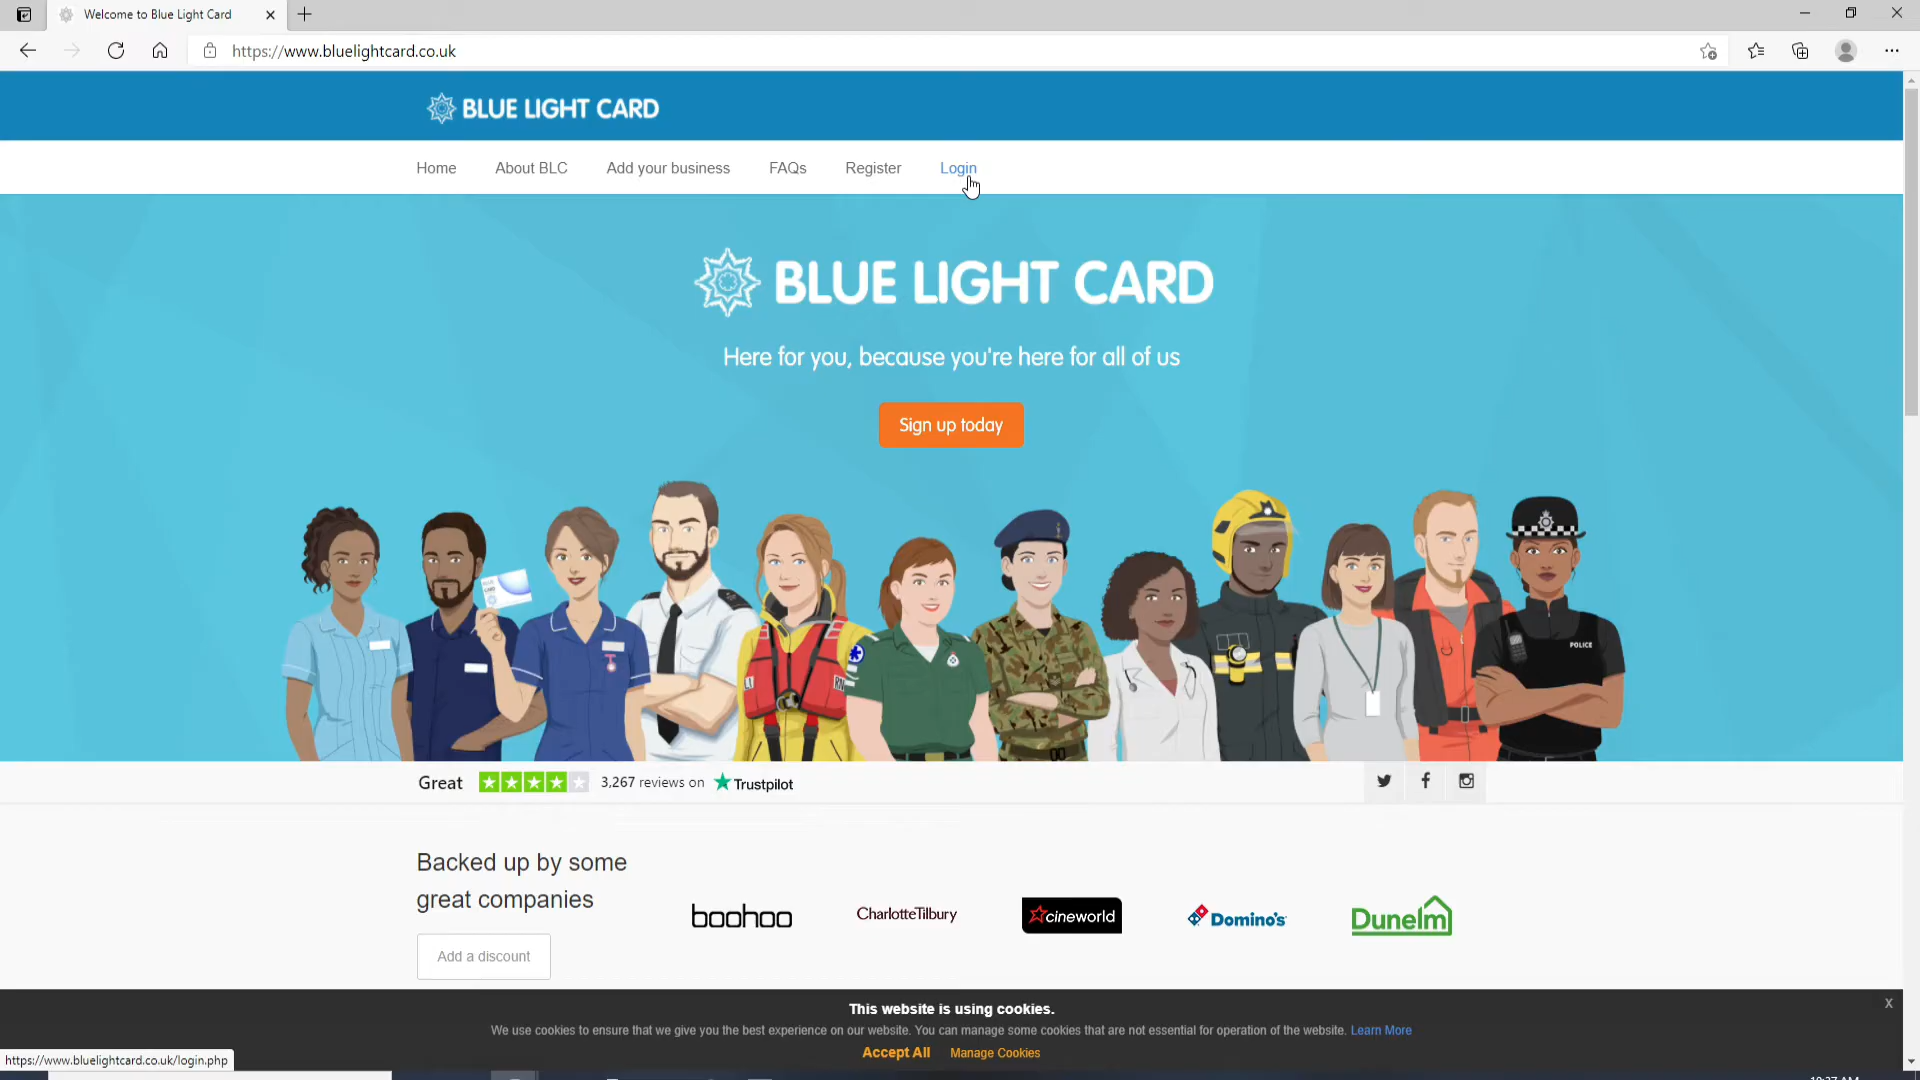 Welcome to Blue Light Card
https://www.bluelightcard.co.uk
BLUE LIGHT CARD
Home About BLC Add your business FAQs Register Login
BLUE LIGHT CARD
Here for you, because you're here for all of us
Sign up today
POLICE
Great 3,267 reviews on Trustpilot
Backed up by some
great companies
boohoo CharlotteTilbury cineworld Domino's Dunelm
Add a discount
This website is using cookies.
We use cookies to ensure that we give you the best experience on our website. You can manage some cookies that are not essential for operation of the website. Learn More
Accept All Manage Cookies
X
https://www.bluelightcard.co.uk/login.php